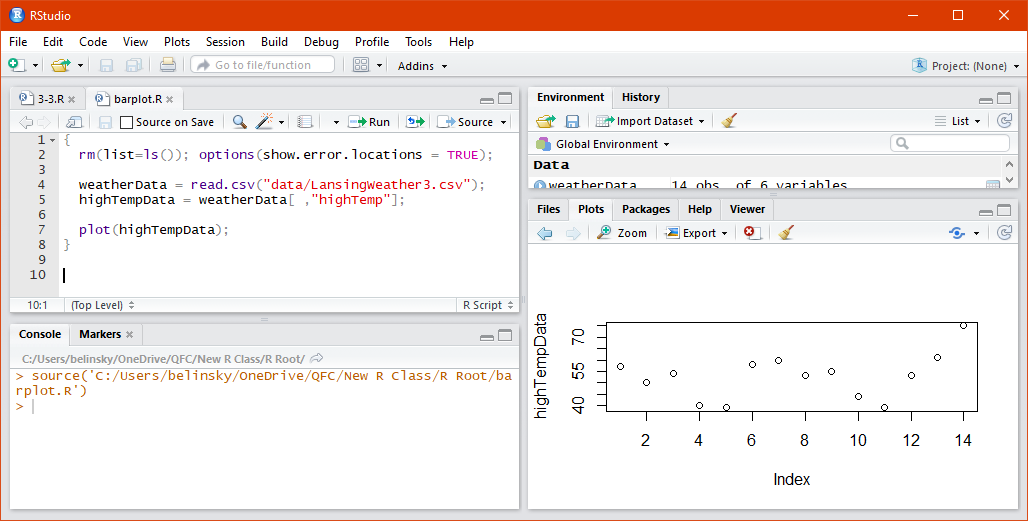 RStudio
File Edit Code View Plots Session Build Debug Profile Tools Help
Go to file/function Addins Project: (None)
3-3.R barplot.R
Source on Save Run Source
1 {
2 rm(list=ls()); options(show.error.locations = TRUE);
3
4 weatherData = read.csv("data/LansingWeather3.csv");
5 highTempData = weatherData[ ,"highTemp"];
6
7 plot(highTempData);
8 }
9
10
10:1 (Top Level) R Script
Console Markers
C:/Users/belinsky/OneDrive/QFC/New R Class/R Root/
> source('C:/Users/belinsky/OneDrive/QFC/New R Class/R Root/ba
rplot.R')
>
Environment History
Import Dataset List
Global Environment
Data
weatherData 14 obs. of 6 variables
Files Plots Packages Help Viewer
Zoom Export
highTempData
70
55
40
2 4 6 8 10 12 14
Index